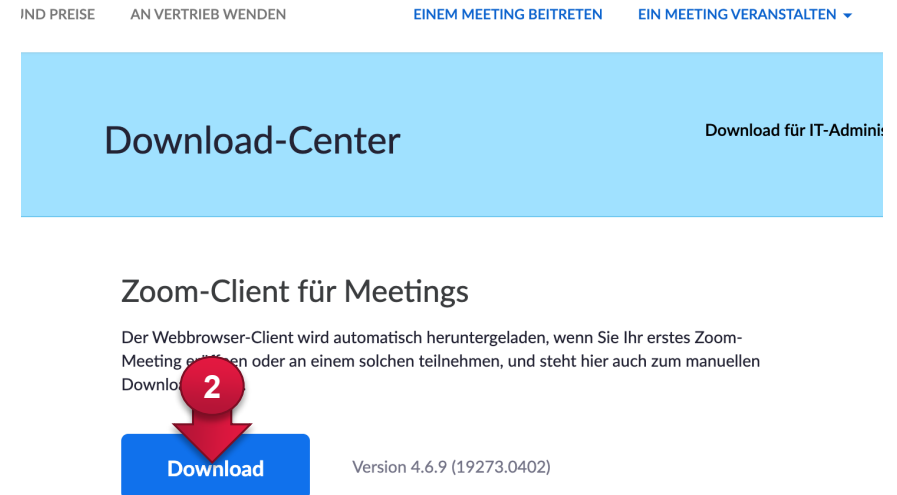 UND PREISE AN VERTRIEB WENDEN EINEM MEETING BEITRETEN EIN MEETING VERANSTALTEN
Download-Center
Download für IT-Adminis
Zoom-Client für Meetings
Der Webbrowser-Client wird automatisch heruntergeladen, wenn Sie Ihr erstes Zoom-
Meeting eröffnen oder an einem solchen teilnehmen, und steht hier auch zum manuellen
Downlo
2
Download Version 4.6.9 (19273.0402)